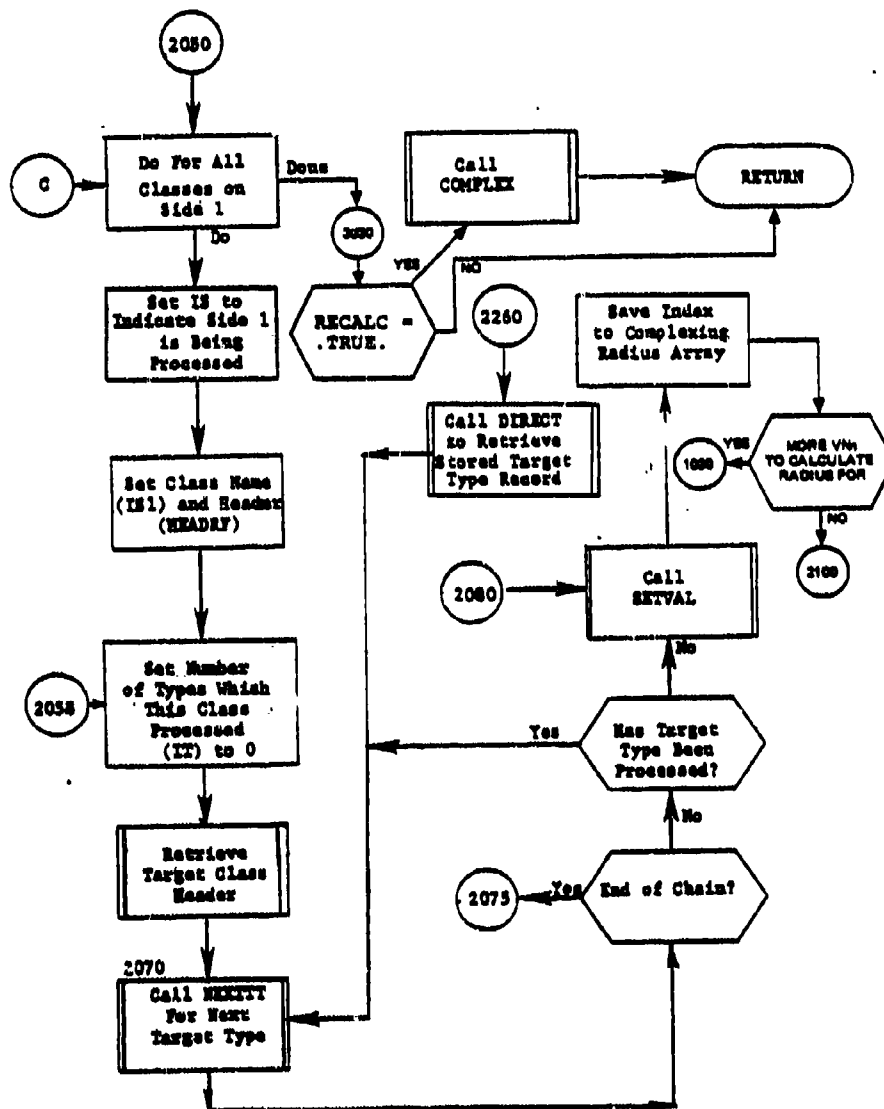 2050
Do For All
Classes on
Side 1
C
Done
Do
3030
Call
COMPLEX
RETURN
YES
NO
RECALC =
.TRUE.
Set IS to
Indicate Side 1
is Being
Processed
2260
Call DIRECT
to Retrieve
Stored Target
Type Record
Save Index
to Complexing
Radius Array
MORE VNs
TO CALCULATE
RADIUS FOR
YES
NO
2100
Set Class Name
(IS1) and Header
(HEADRF)
2080
Call
SETVAL
No
2058
Set Number
of Types Which
This Class
Processed
(IT) to 0
Has Target
Type Been
Processed?
Yes
No
Retrieve
Target Class
Header
End of Chain?
Yes
2075
2070
Call NEXTTT
For Next
Target Type